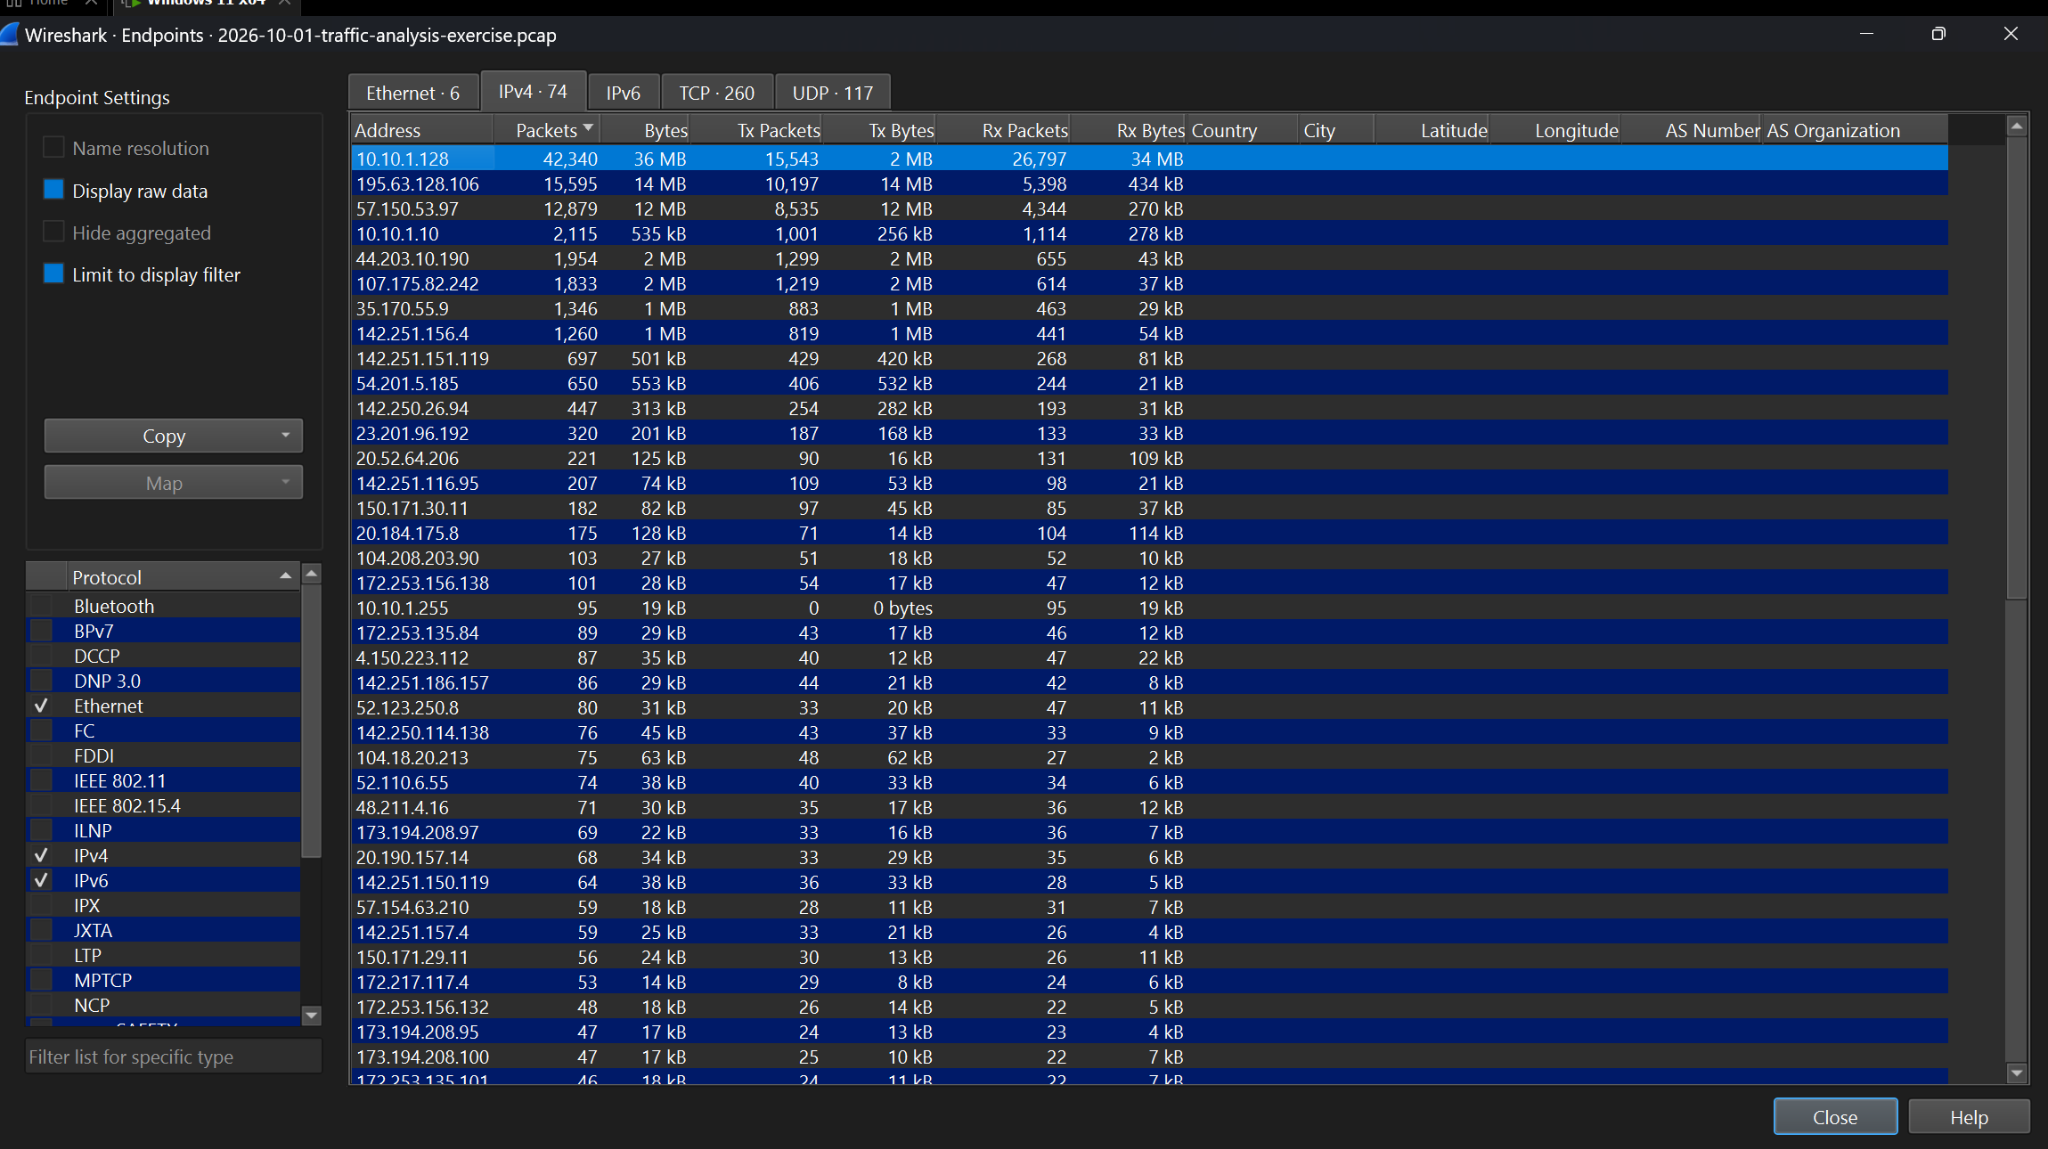 Home
Windows 11 x64
Wireshark · Endpoints · 2026-10-01-traffic-analysis-exercise.pcap
Endpoint Settings
Name resolution
Display raw data
Hide aggregated
Limit to display filter
Copy
Map
Protocol
Bluetooth
BPv7
DCCP
DNP 3.0
Ethernet
FC
FDDI
IEEE 802.11
IEEE 802.15.4
ILNP
IPv4
IPv6
IPX
JXTA
LTP
MPTCP
NCP
Filter list for specific type
Ethernet · 6 IPv4 · 74 IPv6 TCP · 260 UDP · 117
Address Packets Bytes Tx Packets Tx Bytes Rx Packets Rx Bytes Country City Latitude Longitude AS Number AS Organization
10.10.1.128 42,340 36 MB 15,543 2 MB 26,797 34 MB
195.63.128.106 15,595 14 MB 10,197 14 MB 5,398 434 kB
57.150.53.97 12,879 12 MB 8,535 12 MB 4,344 270 kB
10.10.1.10 2,115 535 kB 1,001 256 kB 1,114 278 kB
44.203.10.190 1,954 2 MB 1,299 2 MB 655 43 kB
107.175.82.242 1,833 2 MB 1,219 2 MB 614 37 kB
35.170.55.9 1,346 1 MB 883 1 MB 463 29 kB
142.251.156.4 1,260 1 MB 819 1 MB 441 54 kB
142.251.151.119 697 501 kB 429 420 kB 268 81 kB
54.201.5.185 650 553 kB 406 532 kB 244 21 kB
142.250.26.94 447 313 kB 254 282 kB 193 31 kB
23.201.96.192 320 201 kB 187 168 kB 133 33 kB
20.52.64.206 221 125 kB 90 16 kB 131 109 kB
142.251.116.95 207 74 kB 109 53 kB 98 21 kB
150.171.30.11 182 82 kB 97 45 kB 85 37 kB
20.184.175.8 175 128 kB 71 14 kB 104 114 kB
104.208.203.90 103 27 kB 51 18 kB 52 10 kB
172.253.156.138 101 28 kB 54 17 kB 47 12 kB
10.10.1.255 95 19 kB 0 0 bytes 95 19 kB
172.253.135.84 89 29 kB 43 17 kB 46 12 kB
4.150.223.112 87 35 kB 40 12 kB 47 22 kB
142.251.186.157 86 29 kB 44 21 kB 42 8 kB
52.123.250.8 80 31 kB 33 20 kB 47 11 kB
142.250.114.138 76 45 kB 43 37 kB 33 9 kB
104.18.20.213 75 63 kB 48 62 kB 27 2 kB
52.110.6.55 74 38 kB 40 33 kB 34 6 kB
48.211.4.16 71 30 kB 35 17 kB 36 12 kB
173.194.208.97 69 22 kB 33 16 kB 36 7 kB
20.190.157.14 68 34 kB 33 29 kB 35 6 kB
142.251.150.119 64 38 kB 36 33 kB 28 5 kB
57.154.63.210 59 18 kB 28 11 kB 31 7 kB
142.251.157.4 59 25 kB 33 21 kB 26 4 kB
150.171.29.11 56 24 kB 30 13 kB 26 11 kB
172.217.117.4 53 14 kB 29 8 kB 24 6 kB
172.253.156.132 48 18 kB 26 14 kB 22 5 kB
173.194.208.95 47 17 kB 24 13 kB 23 4 kB
173.194.208.100 47 17 kB 25 10 kB 22 7 kB
172.253.135.101 46 18 kB 24 11 kB 22 7 kB
Close Help